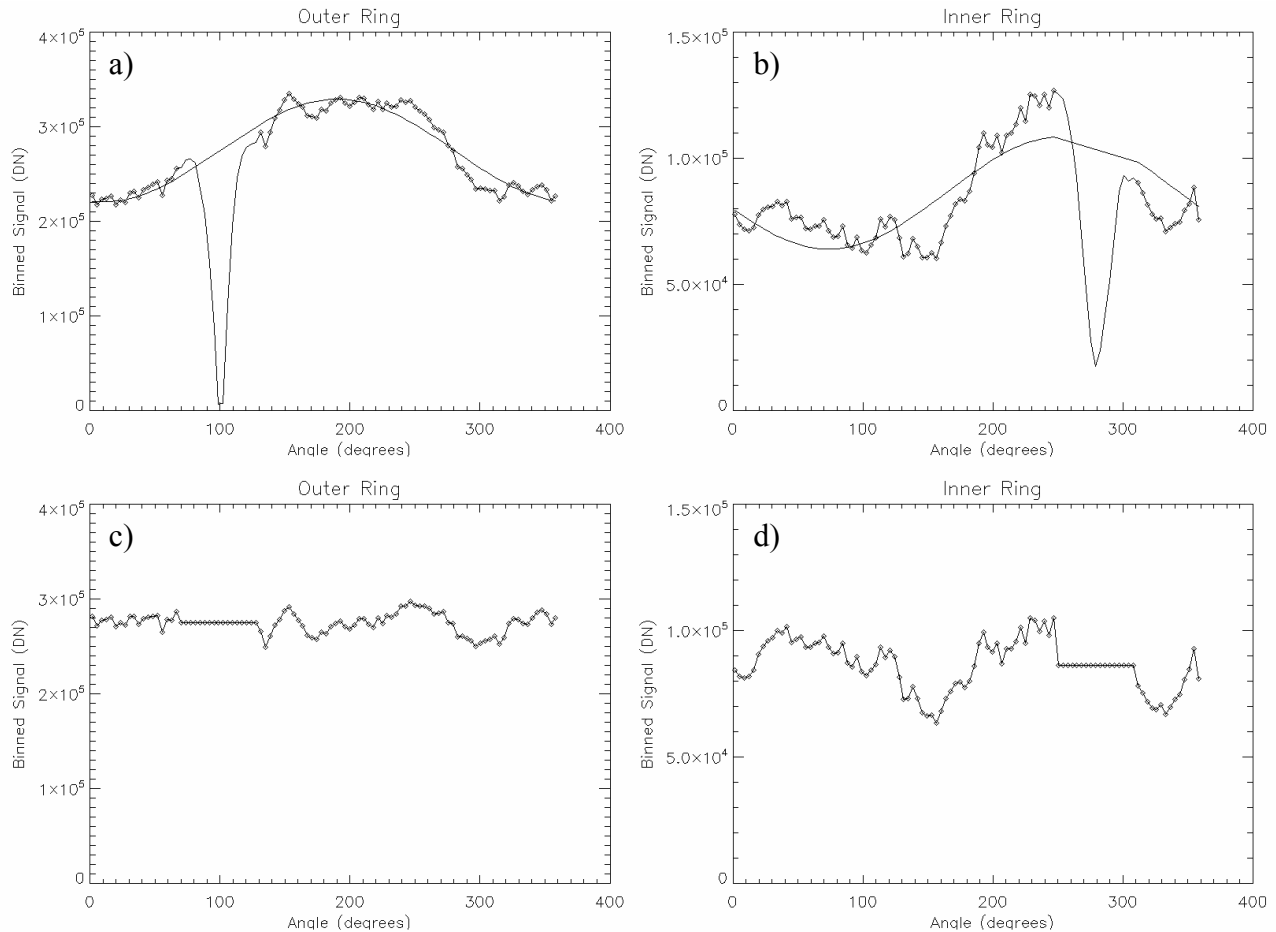 Outer Ring
a)
4×10⁵
3×10⁵
2×10⁵
1×10⁵
0
Binned Signal (DN)
0 100 200 300 400
Angle (degrees)
Inner Ring
b)
1.5×10⁵
1.0×10⁵
5.0×10⁴
0
Binned Signal (DN)
0 100 200 300 400
Angle (degrees)
Outer Ring
c)
4×10⁵
3×10⁵
2×10⁵
1×10⁵
0
Binned Signal (DN)
0 100 200 300 400
Angle (degrees)
Inner Ring
d)
1.5×10⁵
1.0×10⁵
5.0×10⁴
0
Binned Signal (DN)
0 100 200 300 400
Angle (degrees)